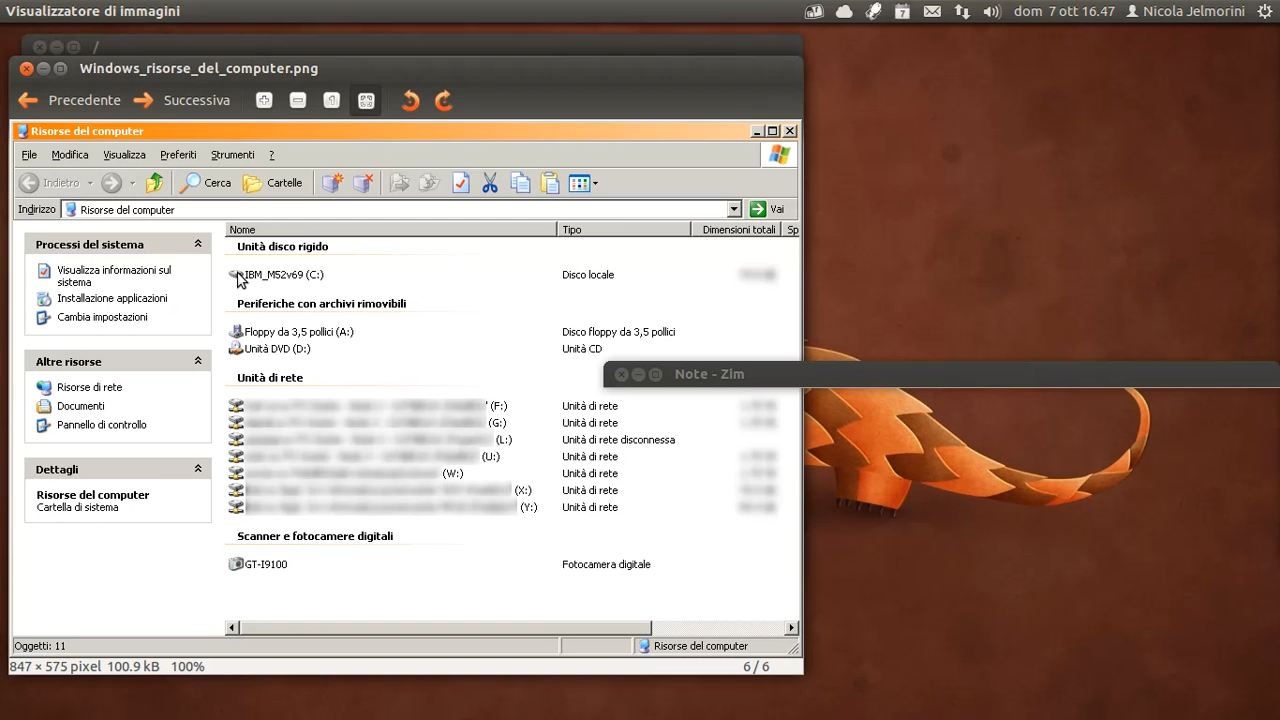 Visualizzatore di immagini
7
dom 7 ott 16.47
Nicola Jelmorini
/
Windows_risorse_del_computer.png
Precedente
Successiva
Risorse del computer
File Modifica Visualizza Preferiti Strumenti ?
Indietro
Cerca
Cartelle
Indirizzo
Risorse del computer
Vai
Processi del sistema
Visualizza informazioni sul
sistema
Installazione applicazioni
Cambia impostazioni
Altre risorse
Risorse di rete
Documenti
Pannello di controllo
Dettagli
Risorse del computer
Cartella di sistema
Nome Tipo Dimensioni totali Sp
Unità disco rigido
IBM_M52v69 (C:) Disco locale
Periferiche con archivi rimovibili
Floppy da 3,5 pollici (A:) Disco floppy da 3,5 pollici
Unità DVD (D:) Unità CD
Note - Zim
Unità di rete
' (F:) Unità di rete
(G:) Unità di rete
(L:) Unità di rete disconnessa
(U:) Unità di rete
(W:) Unità di rete
(X:) Unità di rete
(Y:) Unità di rete
Scanner e fotocamere digitali
GT-I9100 Fotocamera digitale
Oggetti: 11
Risorse del computer
847 × 575 pixel 100.9 kB 100%
6 / 6